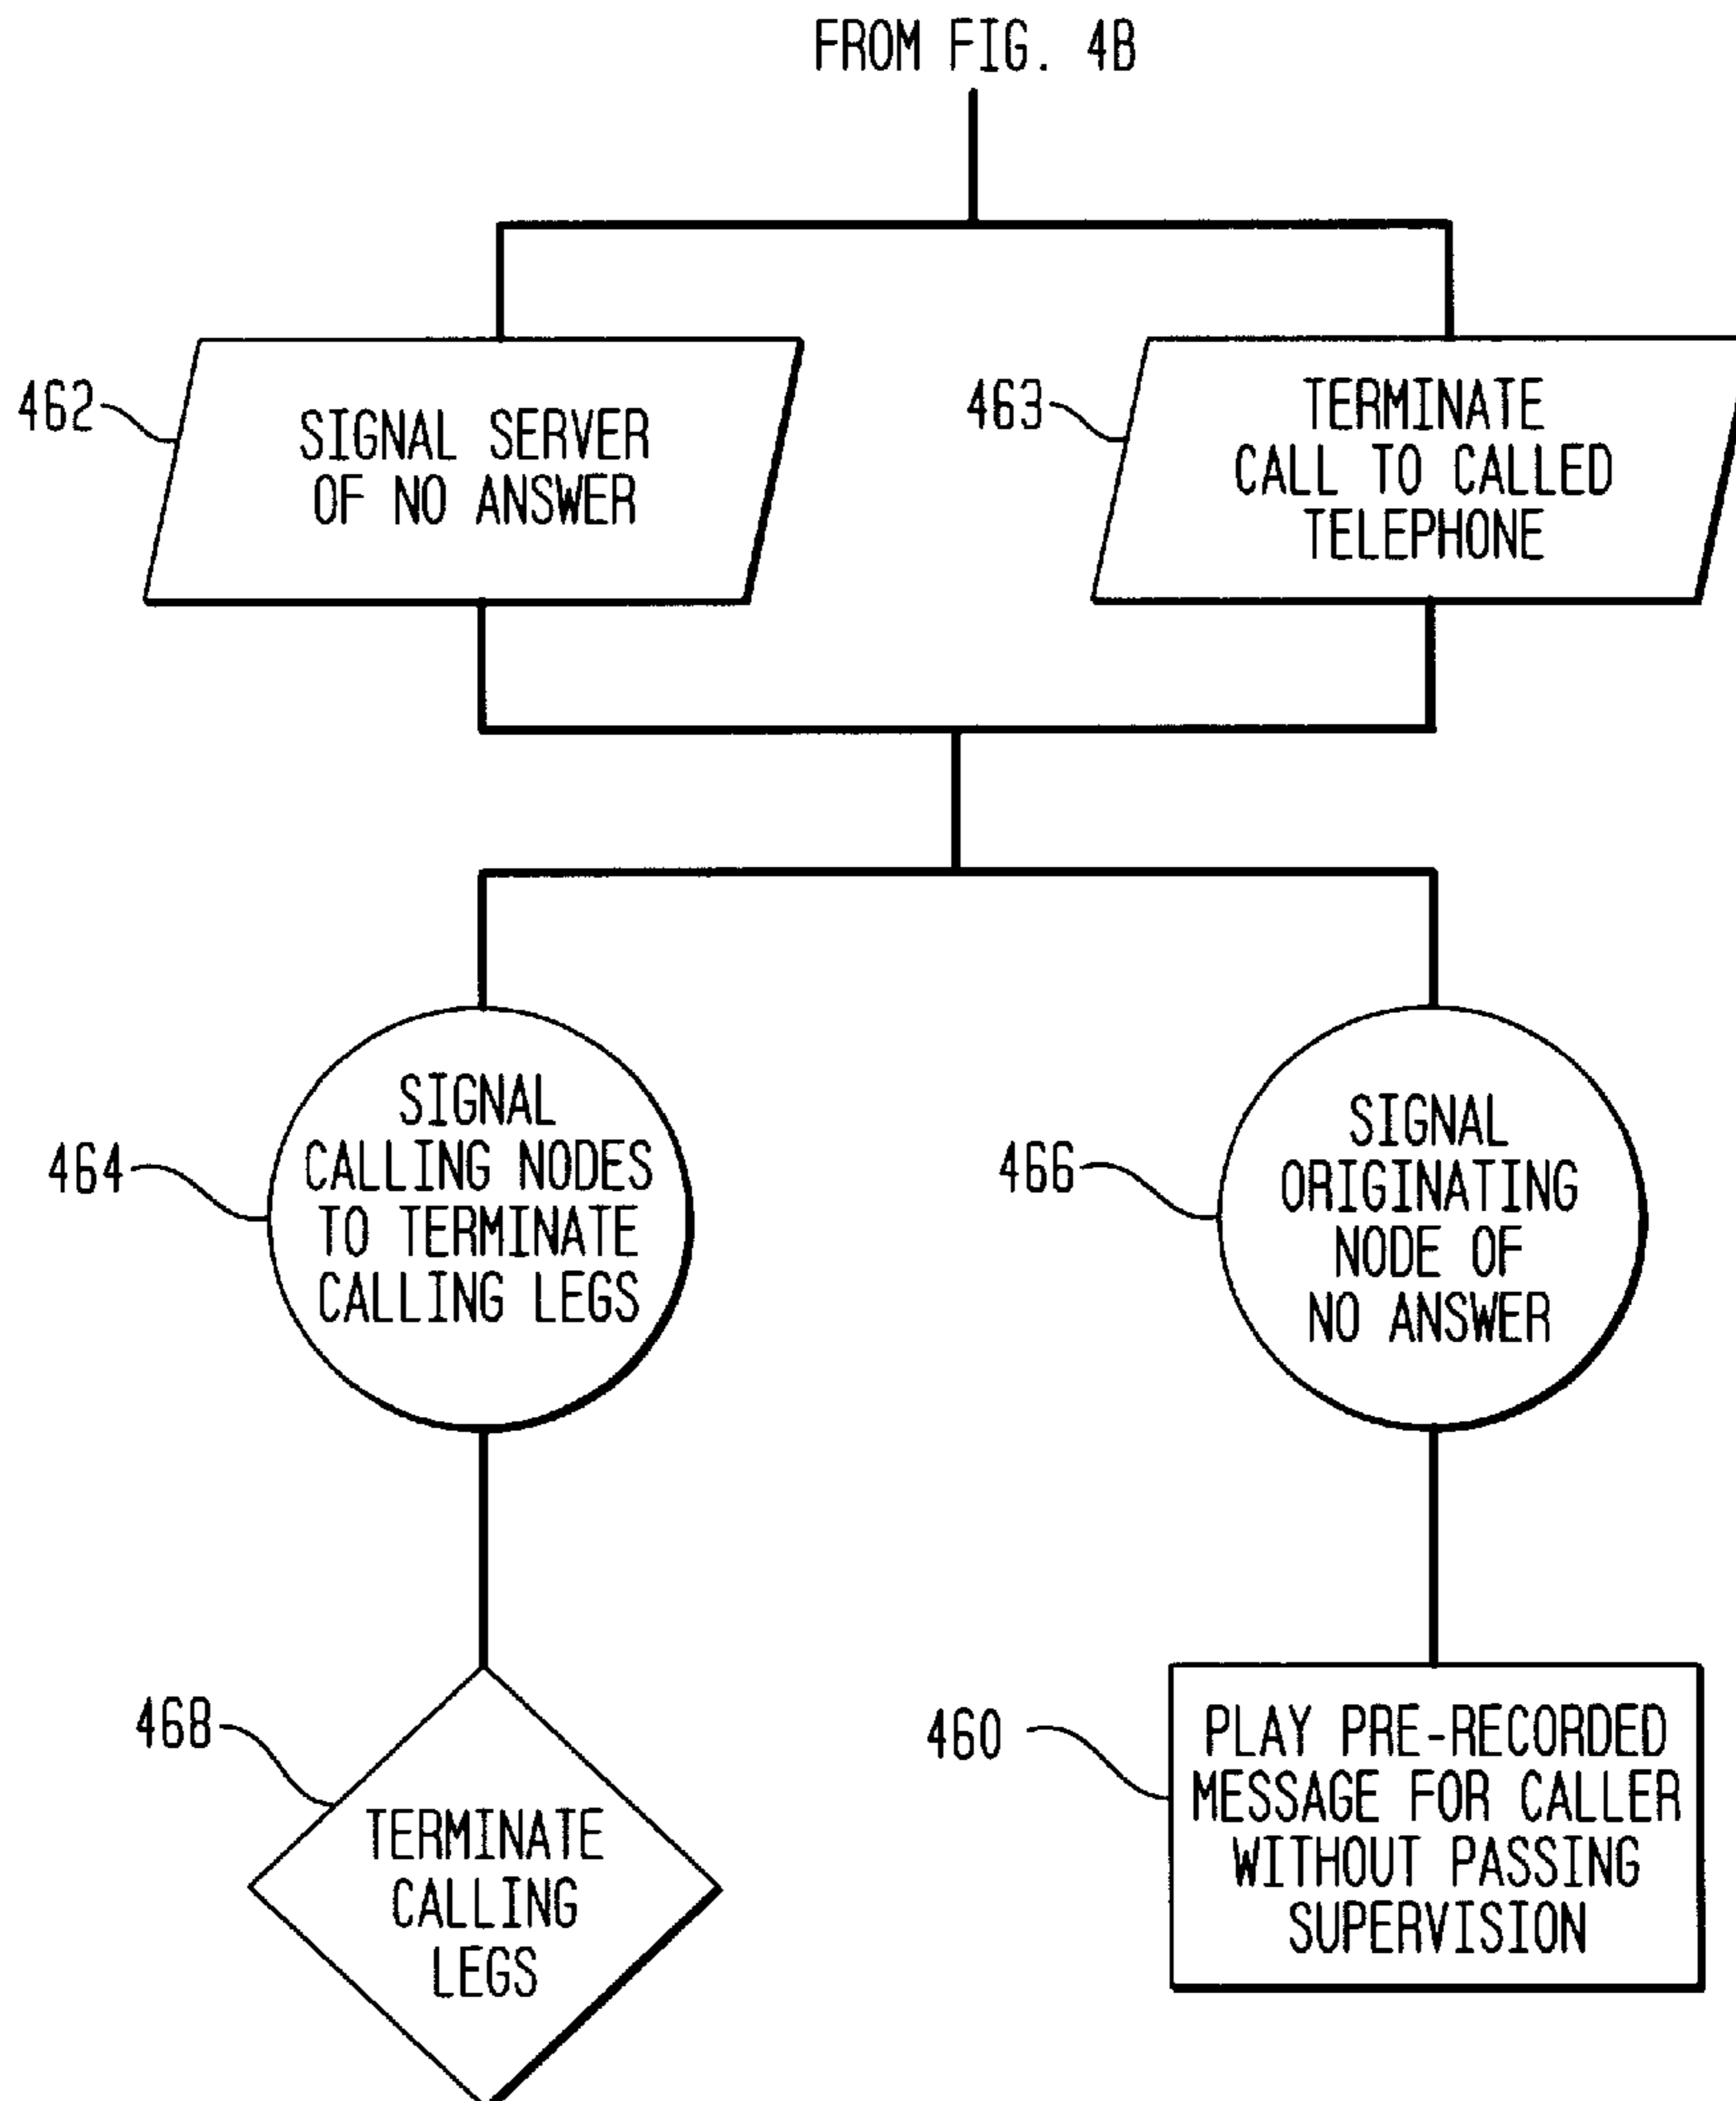 FROM FIG. 4B
462
SIGNAL SERVER
OF NO ANSWER
463
TERMINATE
CALL TO CALLED
TELEPHONE
464
SIGNAL
CALLING NODES
TO TERMINATE
CALLING LEGS
466
SIGNAL
ORIGINATING
NODE OF
NO ANSWER
468
TERMINATE
CALLING
LEGS
460
PLAY PRE-RECORDED
MESSAGE FOR CALLER
WITHOUT PASSING
SUPERVISION